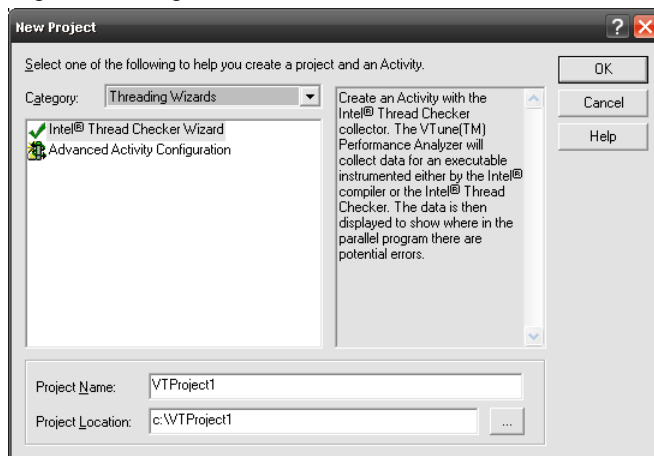 New Project
Select one of the following to help you create a project and an Activity.
OK
Category:
Threading Wizards
Cancel
Help
Intel® Thread Checker Wizard
Advanced Activity Configuration
Create an Activity with the
Intel® Thread Checker
collector. The VTune(TM)
Performance Analyzer will
collect data for an executable
instrumented either by the Intel®
compiler or the Intel® Thread
Checker. The data is then
displayed to show where in the
parallel program there are
potential errors.
Project Name:
VTProject1
Project Location:
c:\VTProject1
...